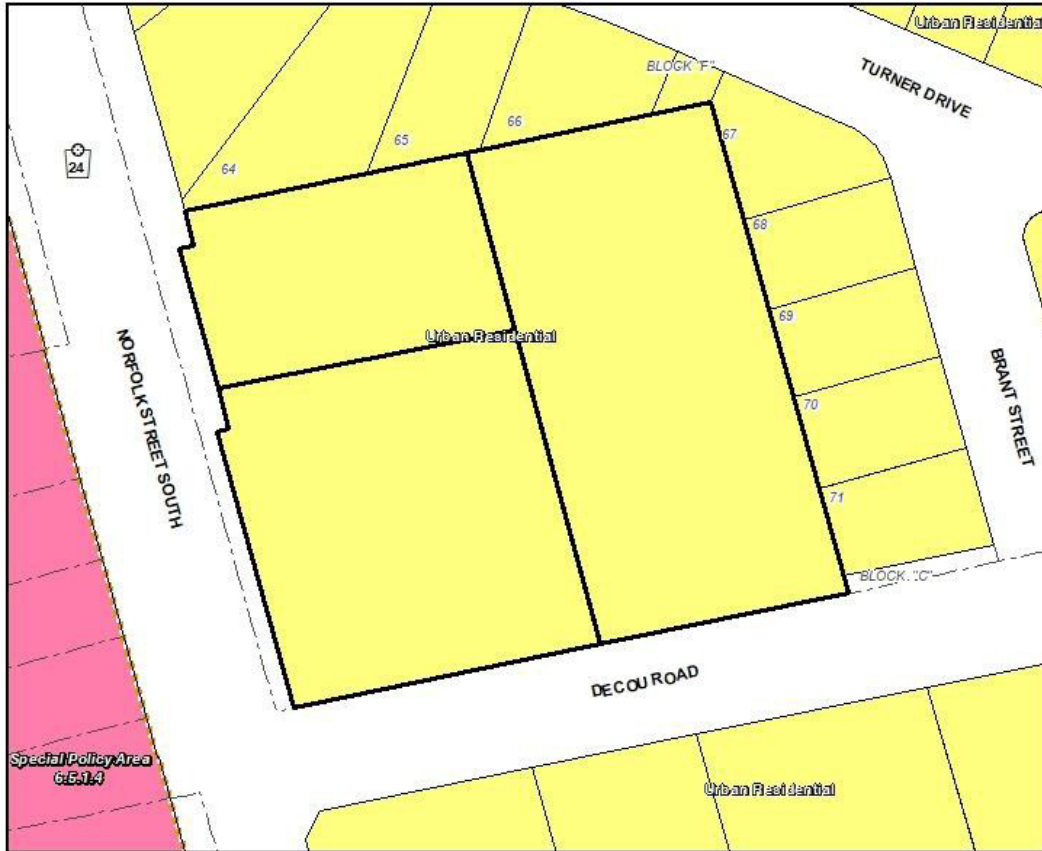 Urban Residential
TURNER DRIVE
BLOCK "F"
66
65
64
67
24
68
69
Urban Residential
NORFOLK STREET SOUTH
BRANT STREET
70
71
BLOCK "C"
DECOU ROAD
Special Policy Area
6.5.1.4
Urban Residential